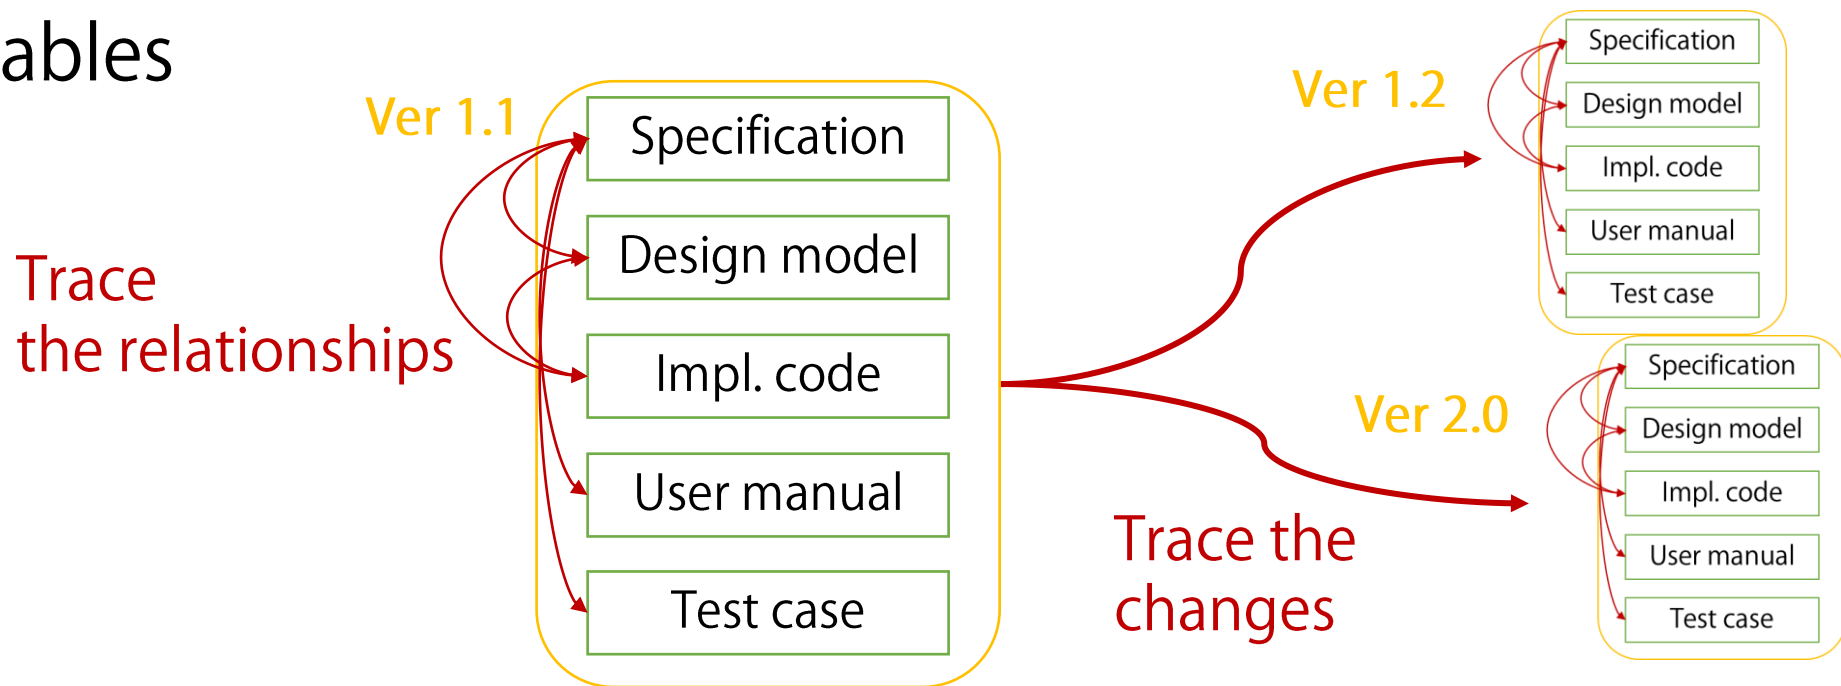 ables
Ver 1.1
Specification
Design model
Impl. code
User manual
Test case
Trace
the relationships
Ver 1.2
Specification
Design model
Impl. code
User manual
Test case
Ver 2.0
Specification
Design model
Impl. code
User manual
Test case
Trace the
changes